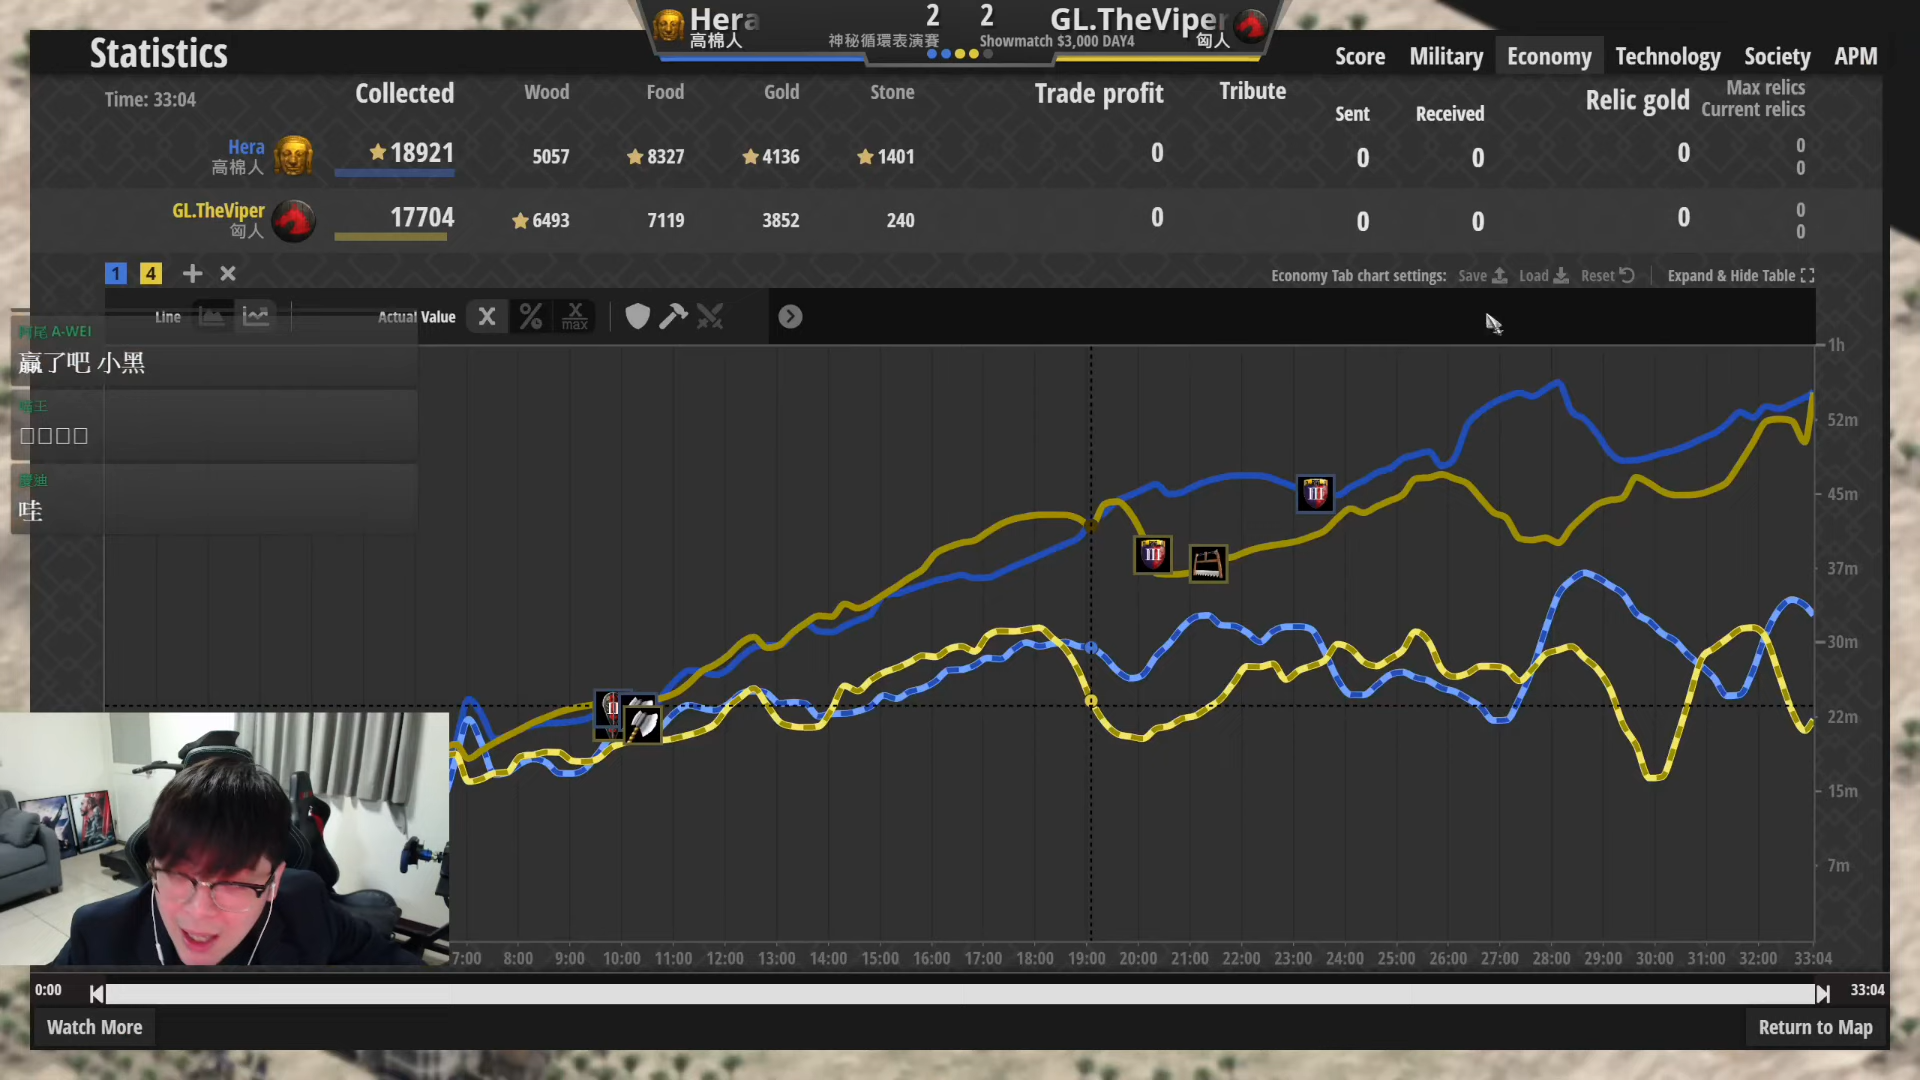 Hera
高棉人
2
2
GL.TheViper
匈人
神秘循環表演賽
Showmatch $3,000 DAY4
Statistics
Score
Military
Economy
Technology
Society
APM
Time: 33:04
Collected
Wood
Food
Gold
Stone
Trade profit
Tribute
Sent
Received
Relic gold
Max relics
Current relics
Hera
高棉人
18921
5057
8327
4136
1401
0
0
0
0
0
0
GL.TheViper
匈人
17704
6493
7119
3852
240
0
0
0
0
0
0
1
4
Economy Tab chart settings:
Save
Load
Reset
Expand & Hide Table
Line
Actual Value
X
%
X
max
A-WEI
贏了吧 小黑
哇
III
III
II
1h
52m
45m
37m
30m
22m
15m
7m
7:00
8:00
9:00
10:00
11:00
12:00
13:00
14:00
15:00
16:00
17:00
18:00
19:00
20:00
21:00
22:00
23:00
24:00
25:00
26:00
27:00
28:00
29:00
30:00
31:00
32:00
33:04
0:00
33:04
Watch More
Return to Map